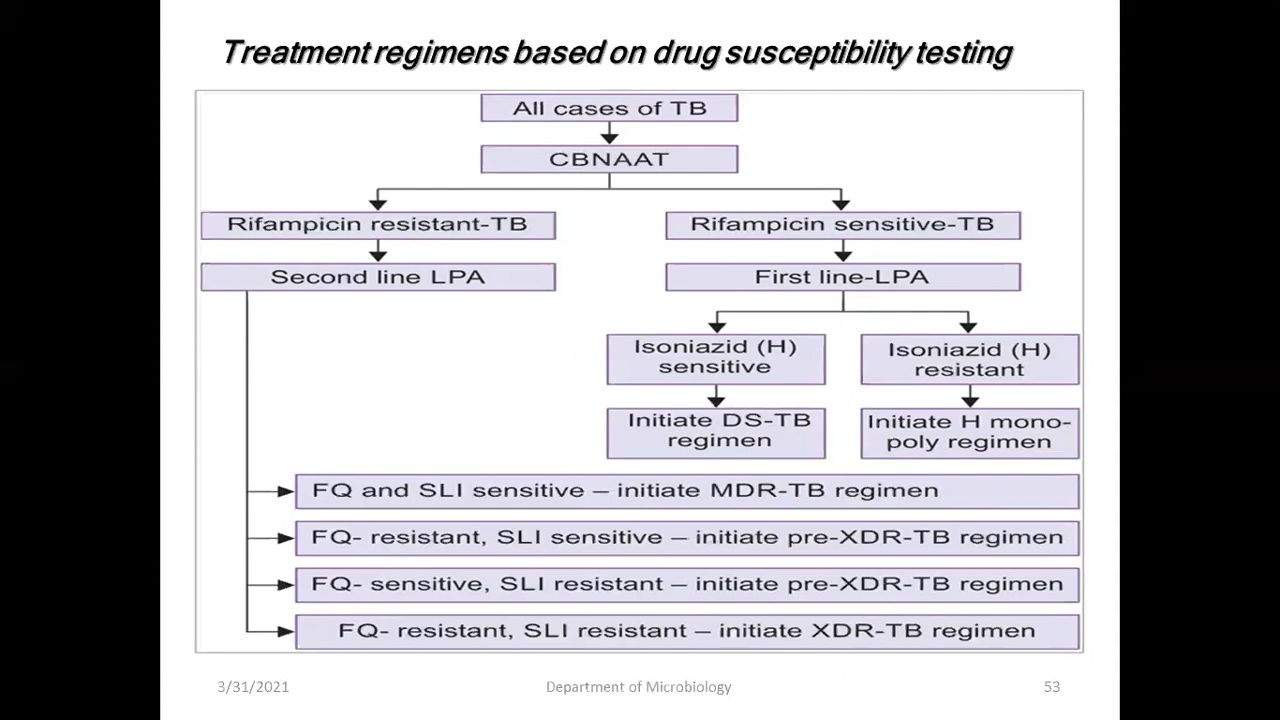 Treatment regimens based on drug susceptibility testing
All cases of TB
CBNAAT
Rifampicin resistant-TB
Rifampicin sensitive-TB
Second line LPA
First line-LPA
Isoniazid (H)
sensitive
Isoniazid (H)
resistant
Initiate DS-TB
regimen
Initiate H mono-
poly regimen
FQ and SLI sensitive – initiate MDR-TB regimen
FQ- resistant, SLI sensitive – initiate pre-XDR-TB regimen
FQ- sensitive, SLI resistant – initiate pre-XDR-TB regimen
FQ- resistant, SLI resistant – initiate XDR-TB regimen
3/31/2021
Department of Microbiology
53